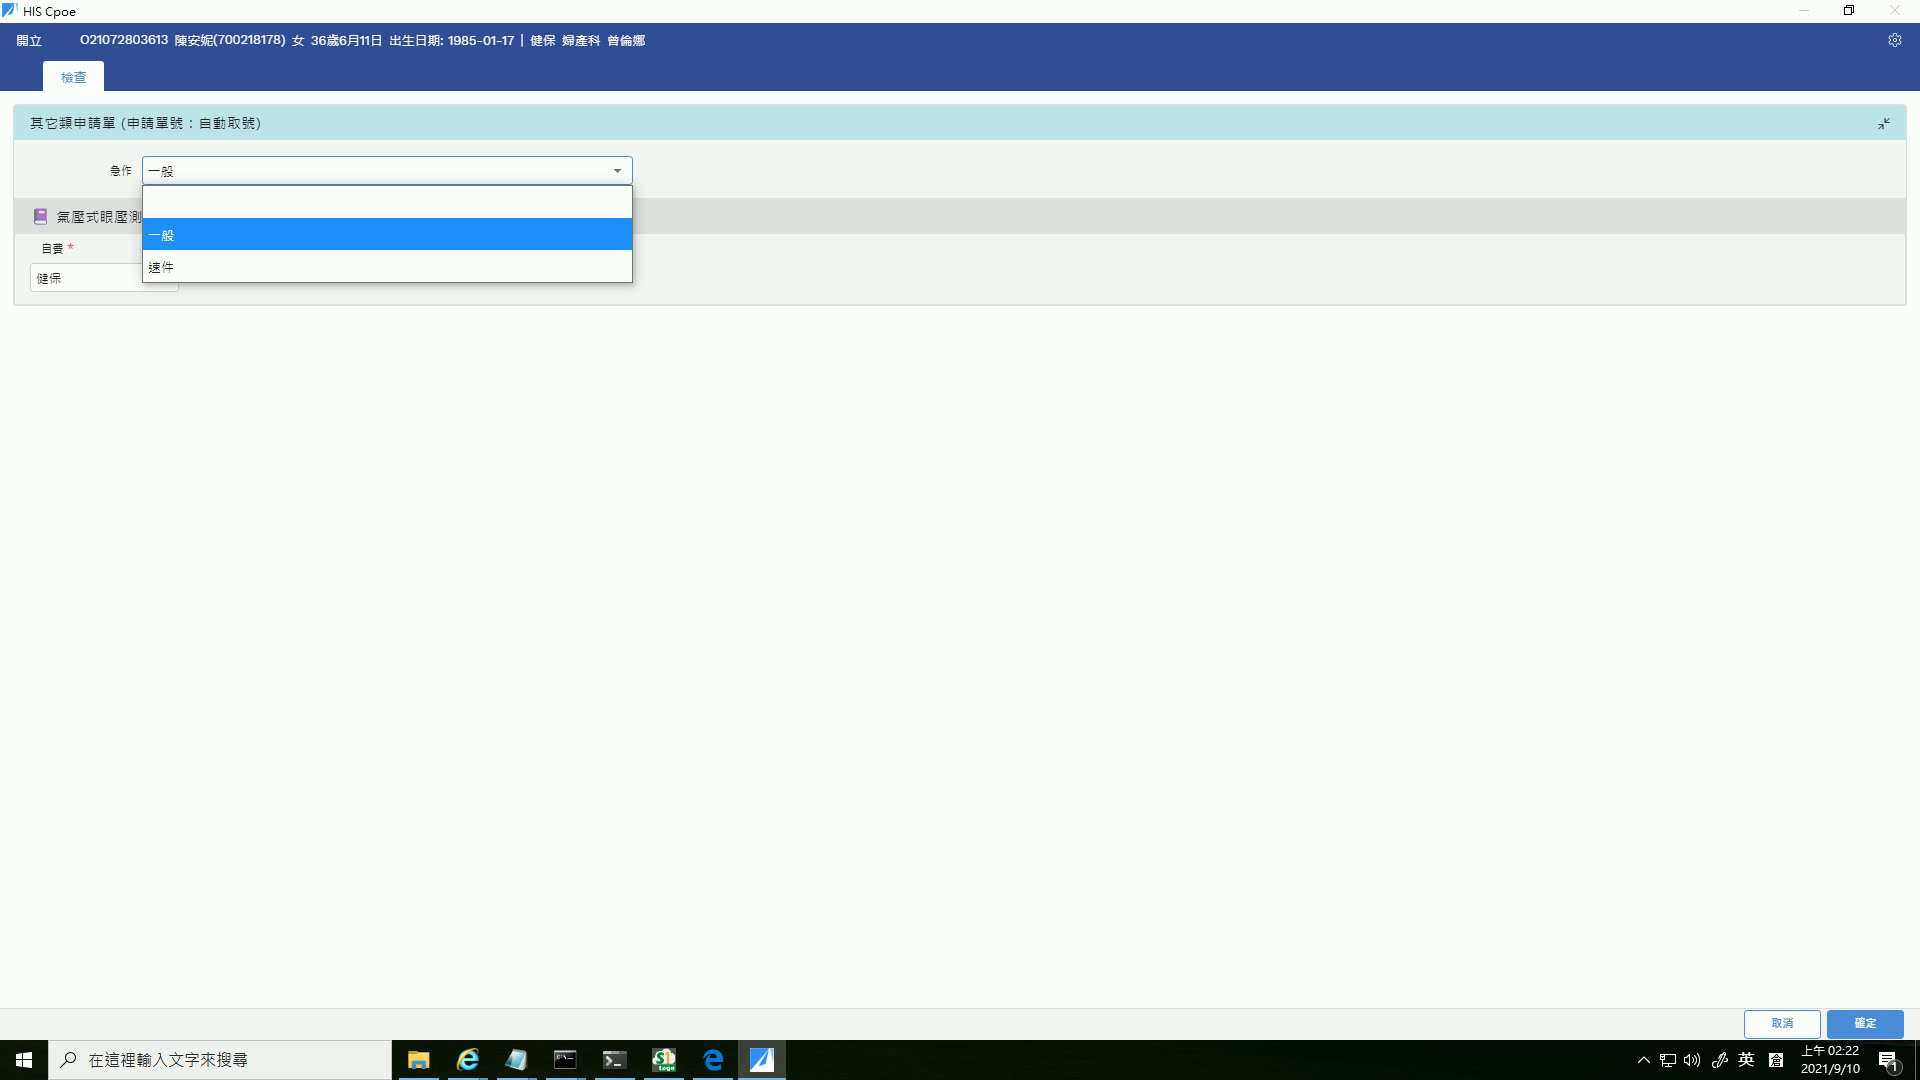 HIS Cpoe
開立 O21072803613 陳安妮(700218178) 女 36歲6月11日 出生日期: 1985-01-17 | 健保 婦產科 曾倫娜
檢查
其它類申請單 (申請單號：自動取號)
急作 一般
一般
速件
氣壓式眼壓測
自費 *
健保
取消 確定
在這裡輸入文字來搜尋
英
上午 02:22
2021/9/10
1